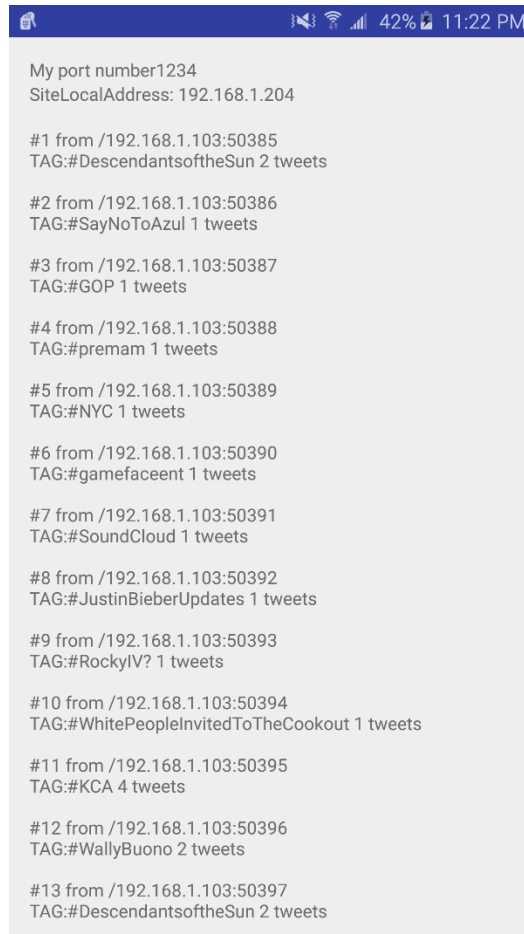 42% 11:22 PM
My port number1234
SiteLocalAddress: 192.168.1.204
#1 from /192.168.1.103:50385
TAG:#DescendantsoftheSun 2 tweets
#2 from /192.168.1.103:50386
TAG:#SayNoToAzul 1 tweets
#3 from /192.168.1.103:50387
TAG:#GOP 1 tweets
#4 from /192.168.1.103:50388
TAG:#premam 1 tweets
#5 from /192.168.1.103:50389
TAG:#NYC 1 tweets
#6 from /192.168.1.103:50390
TAG:#gamefaceent 1 tweets
#7 from /192.168.1.103:50391
TAG:#SoundCloud 1 tweets
#8 from /192.168.1.103:50392
TAG:#JustinBieberUpdates 1 tweets
#9 from /192.168.1.103:50393
TAG:#RockyIV? 1 tweets
#10 from /192.168.1.103:50394
TAG:#WhitePeopleInvitedToTheCookout 1 tweets
#11 from /192.168.1.103:50395
TAG:#KCA 4 tweets
#12 from /192.168.1.103:50396
TAG:#WallyBuono 2 tweets
#13 from /192.168.1.103:50397
TAG:#DescendantsoftheSun 2 tweets